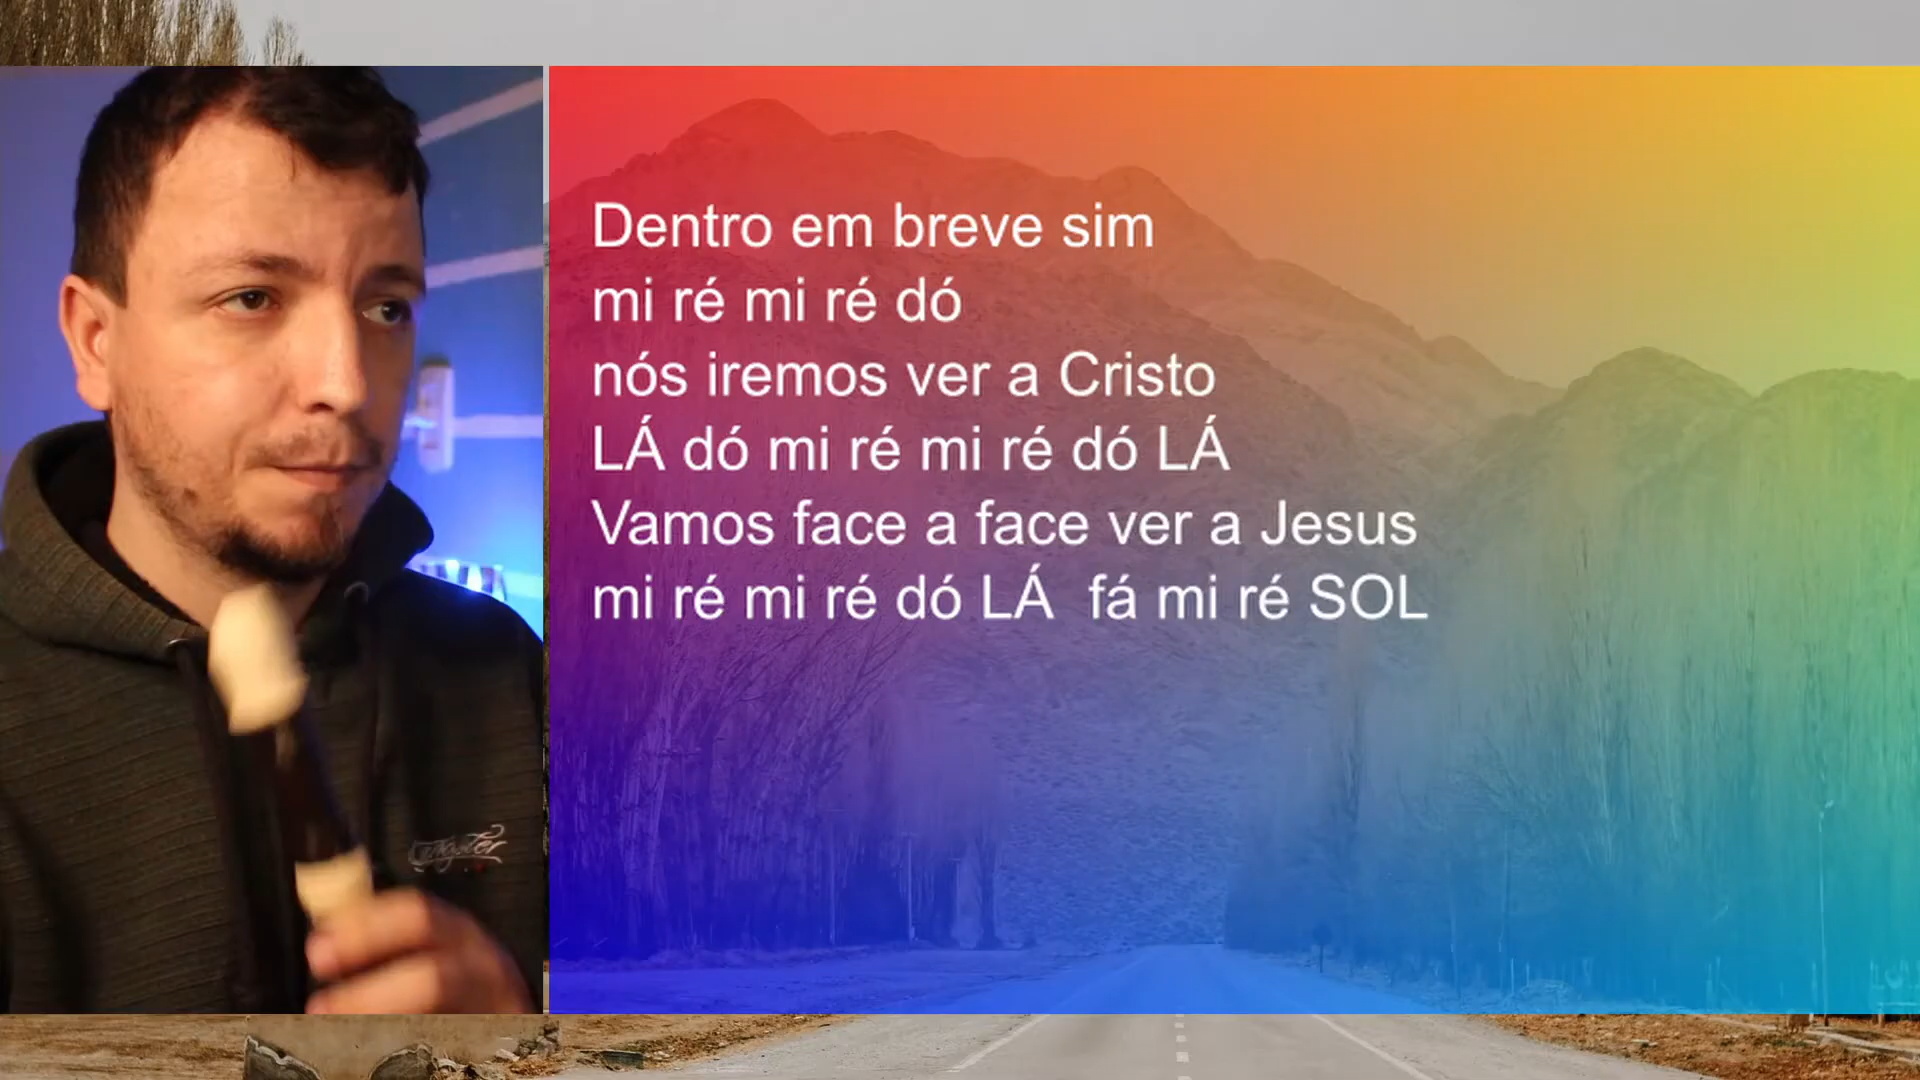 Dentro em breve sim
mi ré mi ré dó
nós iremos ver a Cristo
LÁ dó mi ré mi ré dó LÁ
Vamos face a face ver a Jesus
mi ré mi ré dó LÁ fá mi ré SOL